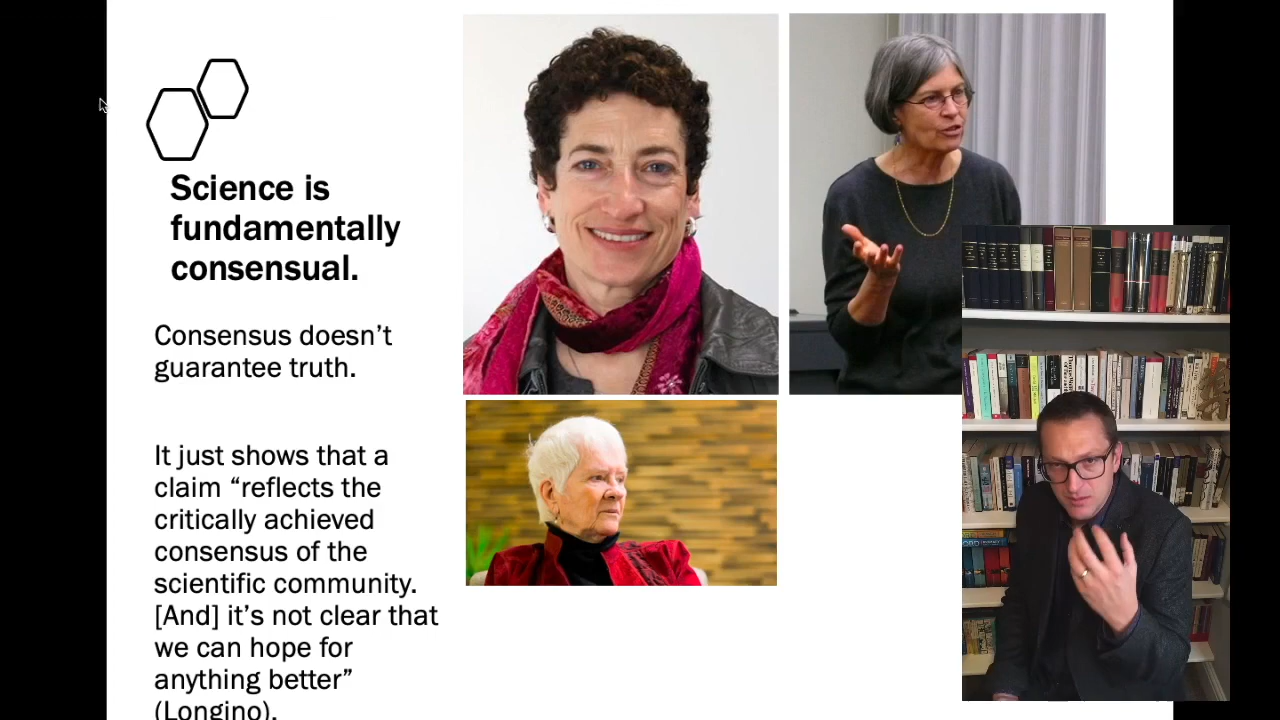 Science is
fundamentally
consensual.
Consensus doesn’t
guarantee truth.
It just shows that a
claim “reflects the
critically achieved
consensus of the
scientific community.
[And] it’s not clear that
we can hope for
anything better”
(Longino).